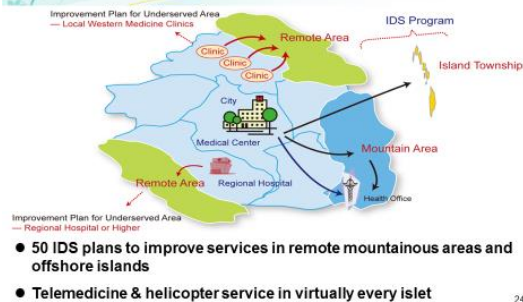 Improvement Plan for Underserved Area
— Local Western Medicine Clinics
IDS Program
Remote Area
Clinic
Clinic
Clinic
Island Township
City
Medical Center
Mountain Area
Remote Area
Regional Hospital
Health Office
Improvement Plan for Underserved Area
— Regional Hospital or Higher
● 50 IDS plans to improve services in remote mountainous areas and
offshore islands
● Telemedicine & helicopter service in virtually every islet
24